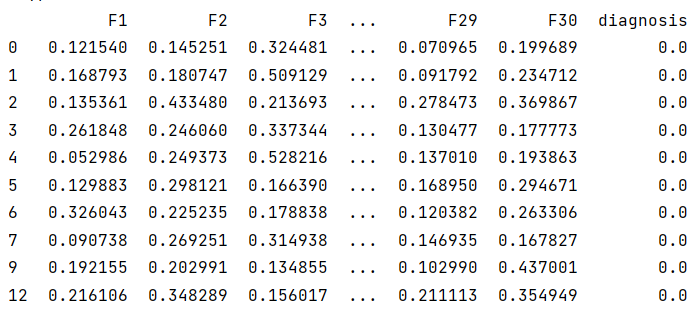 F1 F2 F3 ... F29 F30 diagnosis
0 0.121540 0.145251 0.324481 ... 0.070965 0.199689 0.0
1 0.168793 0.180747 0.509129 ... 0.091792 0.234712 0.0
2 0.135361 0.433480 0.213693 ... 0.278473 0.369867 0.0
3 0.261848 0.246060 0.337344 ... 0.130477 0.177773 0.0
4 0.052986 0.249373 0.528216 ... 0.137010 0.193863 0.0
5 0.129883 0.298121 0.166390 ... 0.168950 0.294671 0.0
6 0.326043 0.225235 0.178838 ... 0.120382 0.263306 0.0
7 0.090738 0.269251 0.314938 ... 0.146935 0.167827 0.0
9 0.192155 0.202991 0.134855 ... 0.102990 0.437001 0.0
12 0.216106 0.348289 0.156017 ... 0.211113 0.354949 0.0